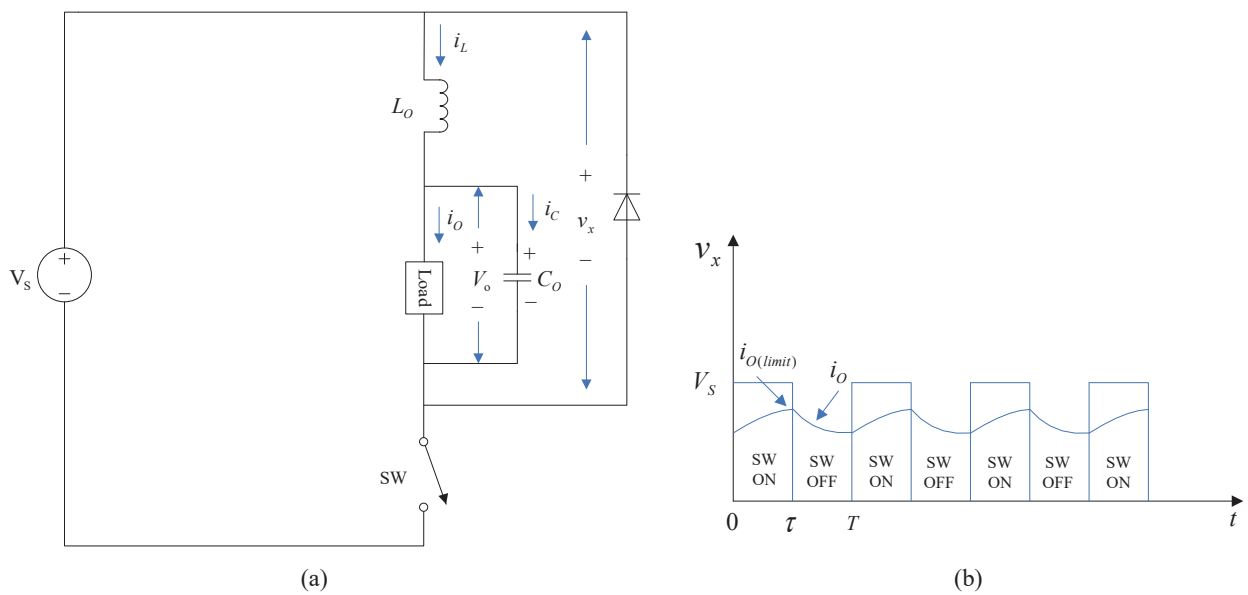 i_L
L_O
i_O
i_C
+
v_x
−
+
V_o
−
+
−
C_O
Load
V_S
+
−
SW
(a)
v_x
i_O(limit)
i_O
V_S
SW ON
SW OFF
SW ON
SW OFF
SW ON
SW OFF
SW ON
0
τ
T
t
(b)